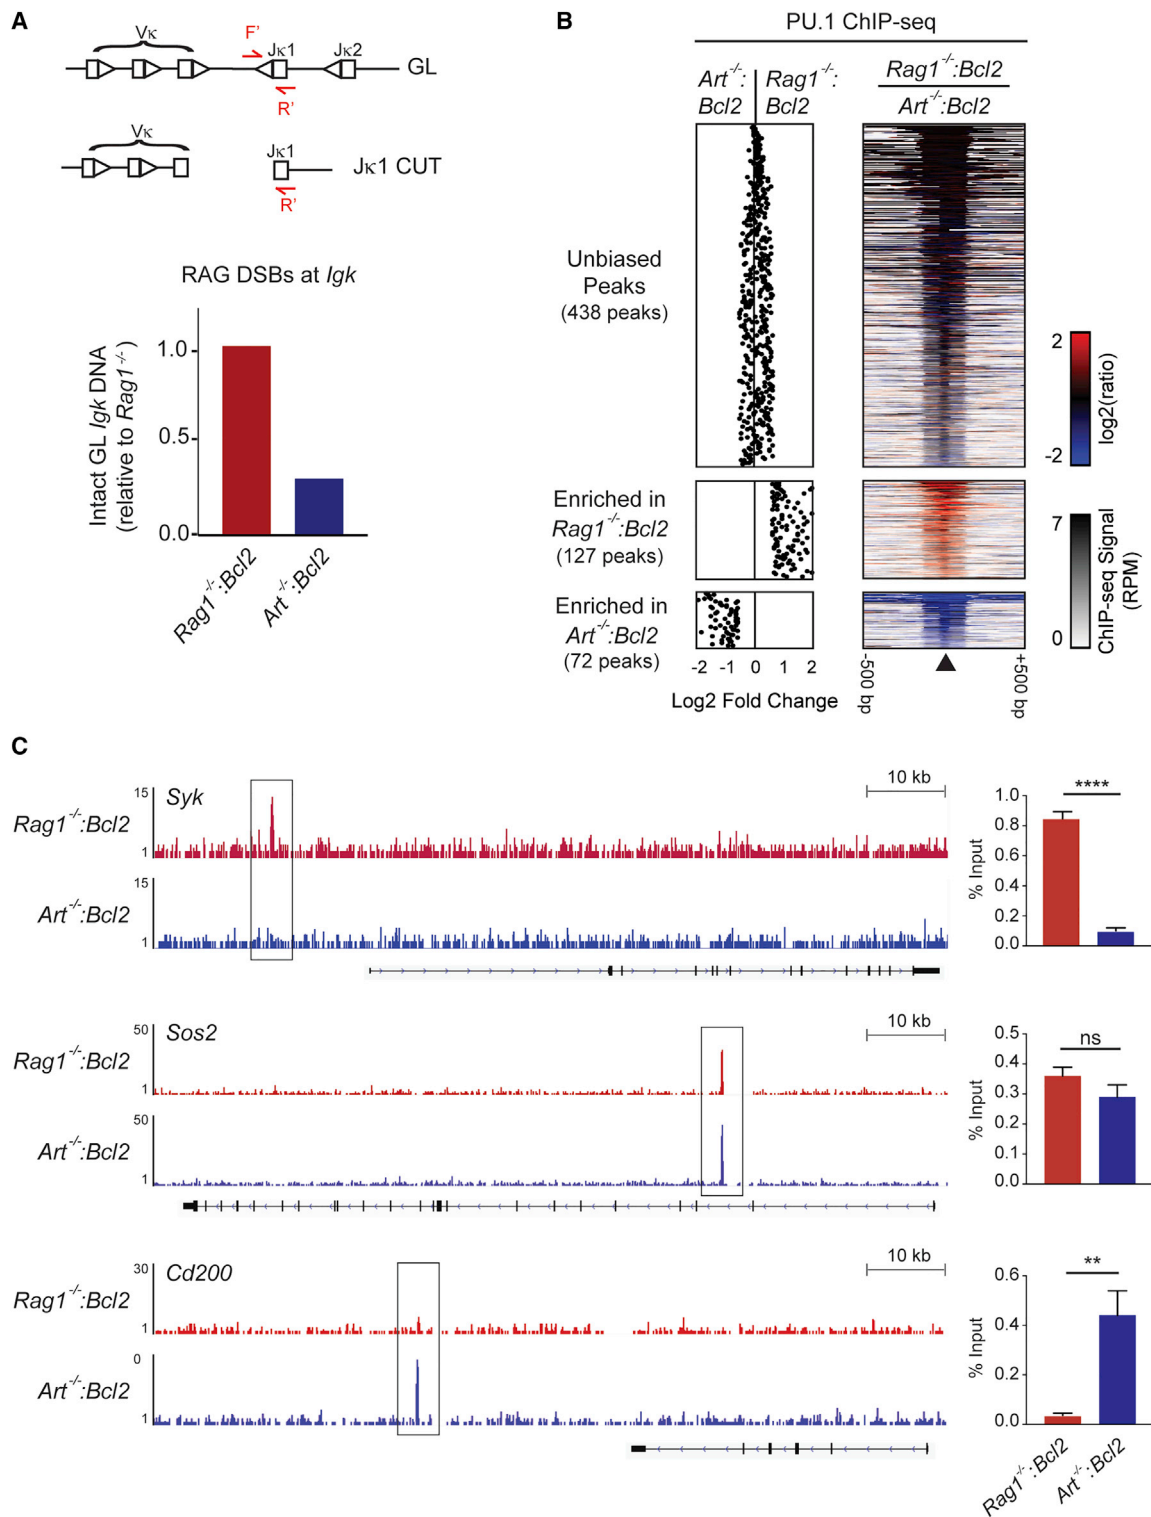 A
Vκ
F'
Jκ1
Jκ2
GL
R'
Vκ
Jκ1
Jκ1 CUT
R'
RAG DSBs at Igk
Intact GL Igk DNA
(relative to Rag1-/-)
1.0
0.5
0.0
Rag1-/-:Bcl2
Art-/-:Bcl2
B
PU.1 ChIP-seq
Art-/-:
Bcl2
Rag1-/-:
Bcl2
Rag1-/-:Bcl2
Art-/-:Bcl2
Unbiased
Peaks
(438 peaks)
Enriched in
Rag1-/-:Bcl2
(127 peaks)
Enriched in
Art-/-:Bcl2
(72 peaks)
-2 -1 0 1 2
Log2 Fold Change
-500 bp
+500 bp
2
-2
log2(ratio)
7
0
ChIP-seq Signal
(RPM)
C
Syk
10 kb
Rag1-/-:Bcl2
15
1
Art-/-:Bcl2
15
1
****
% Input
1.0
0.8
0.6
0.4
0.2
0.0
Sos2
10 kb
Rag1-/-:Bcl2
50
1
Art-/-:Bcl2
50
1
ns
% Input
0.5
0.4
0.3
0.2
0.1
0.0
Cd200
10 kb
Rag1-/-:Bcl2
30
1
Art-/-:Bcl2
0
1
**
% Input
0.6
0.4
0.2
0.0
Rag1-/-:Bcl2
Art-/-:Bcl2